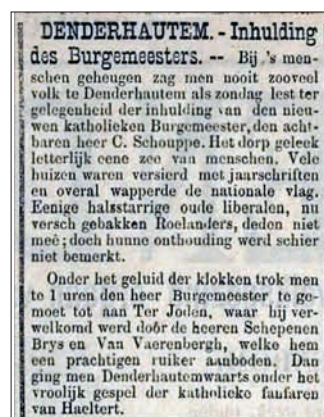 DENDERHAUTEM. - Inhulding
des Burgemeesters. -- Bij 's men-
schen geheugen zag men nooit zooveel
volk te Denderhautem als zondag lest ter
gelegenheid der inhulding van den nieu-
wen katholieken Burgemeester, den acht-
baren heer C. Schouppe. Het dorp geleek
letterlijk eene zee van menschen. Vele
huizen waren versierd met jaarschriften
en overal wapperde de nationale vlag.
Eenige halsstarrige oude liberalen, nu
versch gebakken Roelanders, deden niet
meê; doch hunne onthouding werd schier
niet bemerkt.
Onder het geluid der klokken trok men
te 1 uren den heer Burgemeester te ge-
moet tot aan Ter Joden, waar hij ver-
welkomd werd door de heeren Schepenen
Brys en Van Vaerenbergh, welke hem
een prachtigen ruiker aanboden. Dan
ging men Denderhautemwaarts onder het
vroolijk gespel der katholieke fanfaren
van Haeltert.